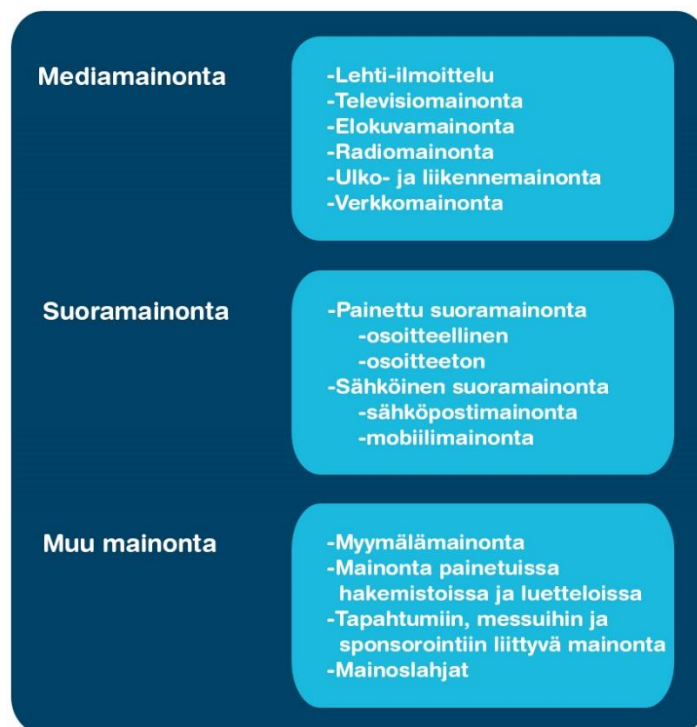 Mediamainonta
-Lehti-ilmoittelu
-Televisiomainonta
-Elokuvamainonta
-Radiomainonta
-Ulko- ja liikennemainonta
-Verkkomainonta
Suoramainonta
-Painettu suoramainonta
-osoitteellinen
-osoitteeton
-Sähköinen suoramainonta
-sähköpostimainonta
-mobiilimainonta
Muu mainonta
-Myymälämainonta
-Mainonta painetuissa
hakemistoissa ja luetteloissa
-Tapahtumiin, messuihin ja
sponsorointiin liittyvä mainonta
-Mainoslahjat